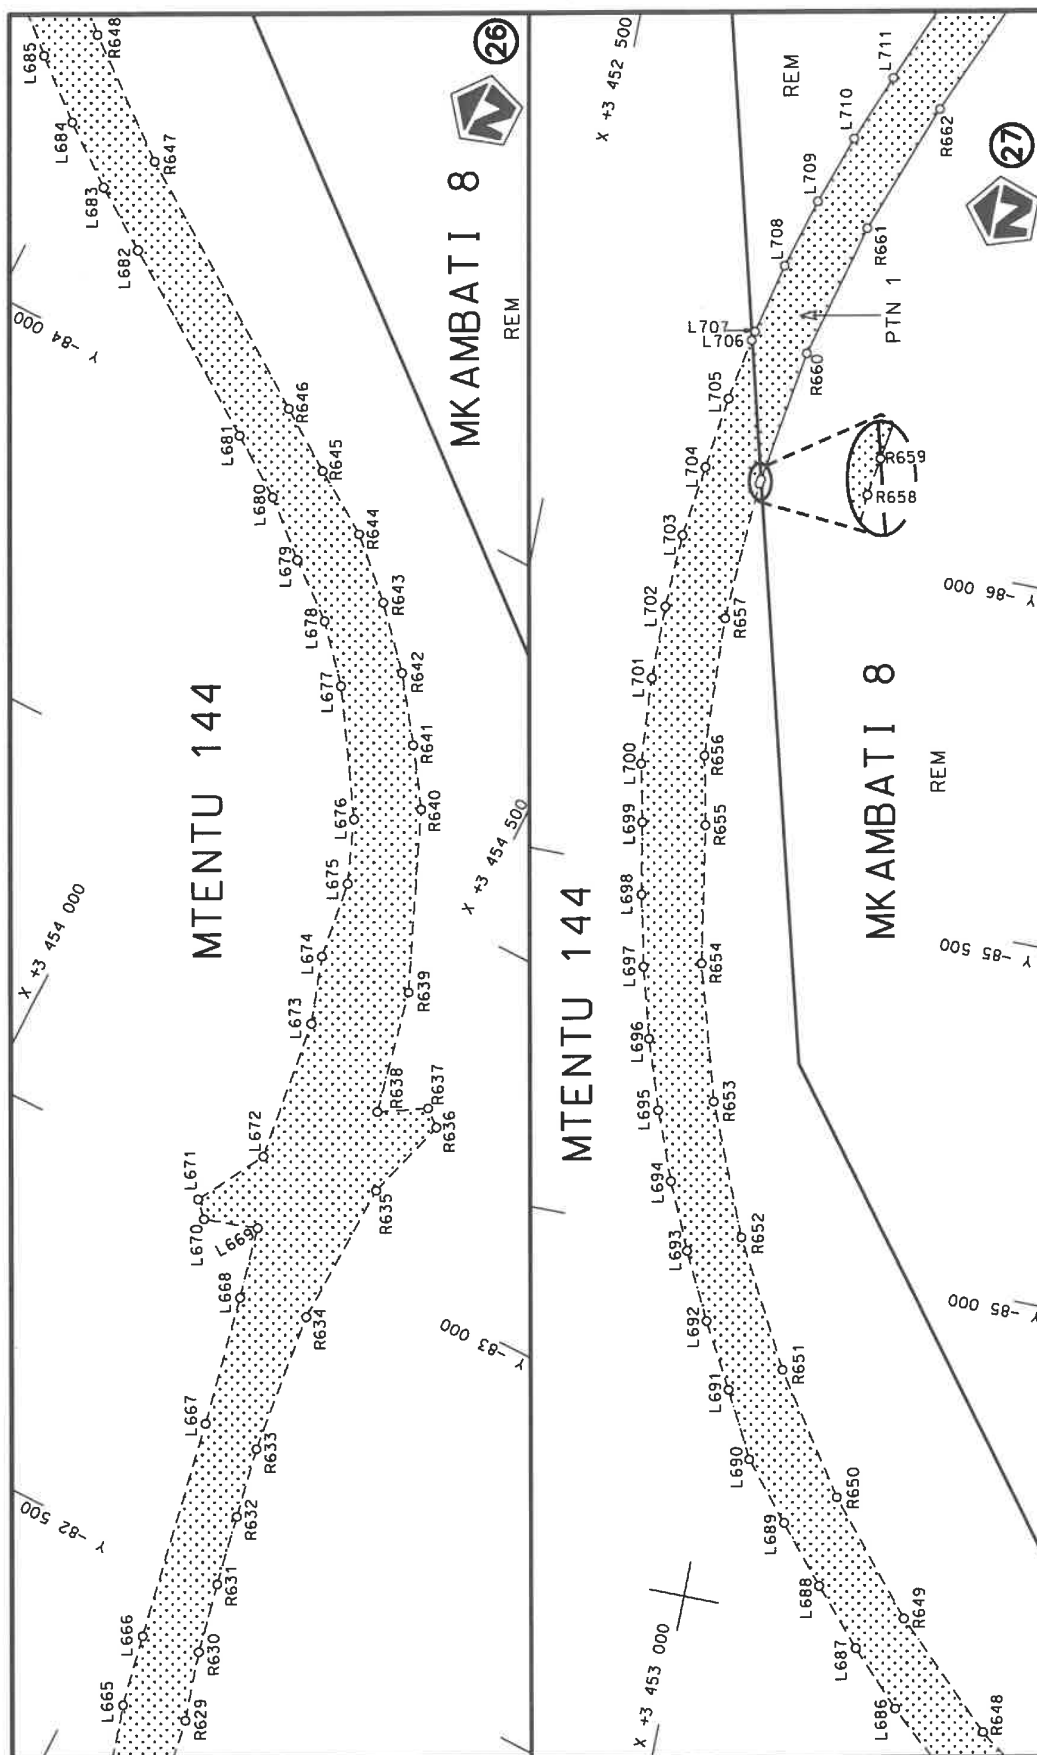 L685
R648
L684
L683
R647
L682
Y -84 000
26
N
MKAMBATI 8
REM
L681
R646
L680
R645
L679
R644
L678
R643
L677
R642
R641
MTENTU 144
L676
R640
X +3 454 500
L675
X +3 454 000
L674
R639
L673
R638
R637
R636
L672
L671
R635
L670
L669
L668
R634
Y -83 000
L667
R633
R632
Y -82 500
R631
L666
R630
L665
R629
X +3 452 500
REM
L711
L710
R662
27
N
L709
L708
R661
L707
L706
PTN 1
R660
L705
L704
R659
R658
L703
L702
R657
Y -86 000
L701
L700
R656
MKAMBATI 8
REM
L699
R655
L698
MTENTU 144
L697
R654
Y -85 500
L696
L695
R653
L694
L693
R652
L692
R651
Y -85 000
L691
L690
R650
L689
L688
R649
L687
X +3 453 000
L686
R648